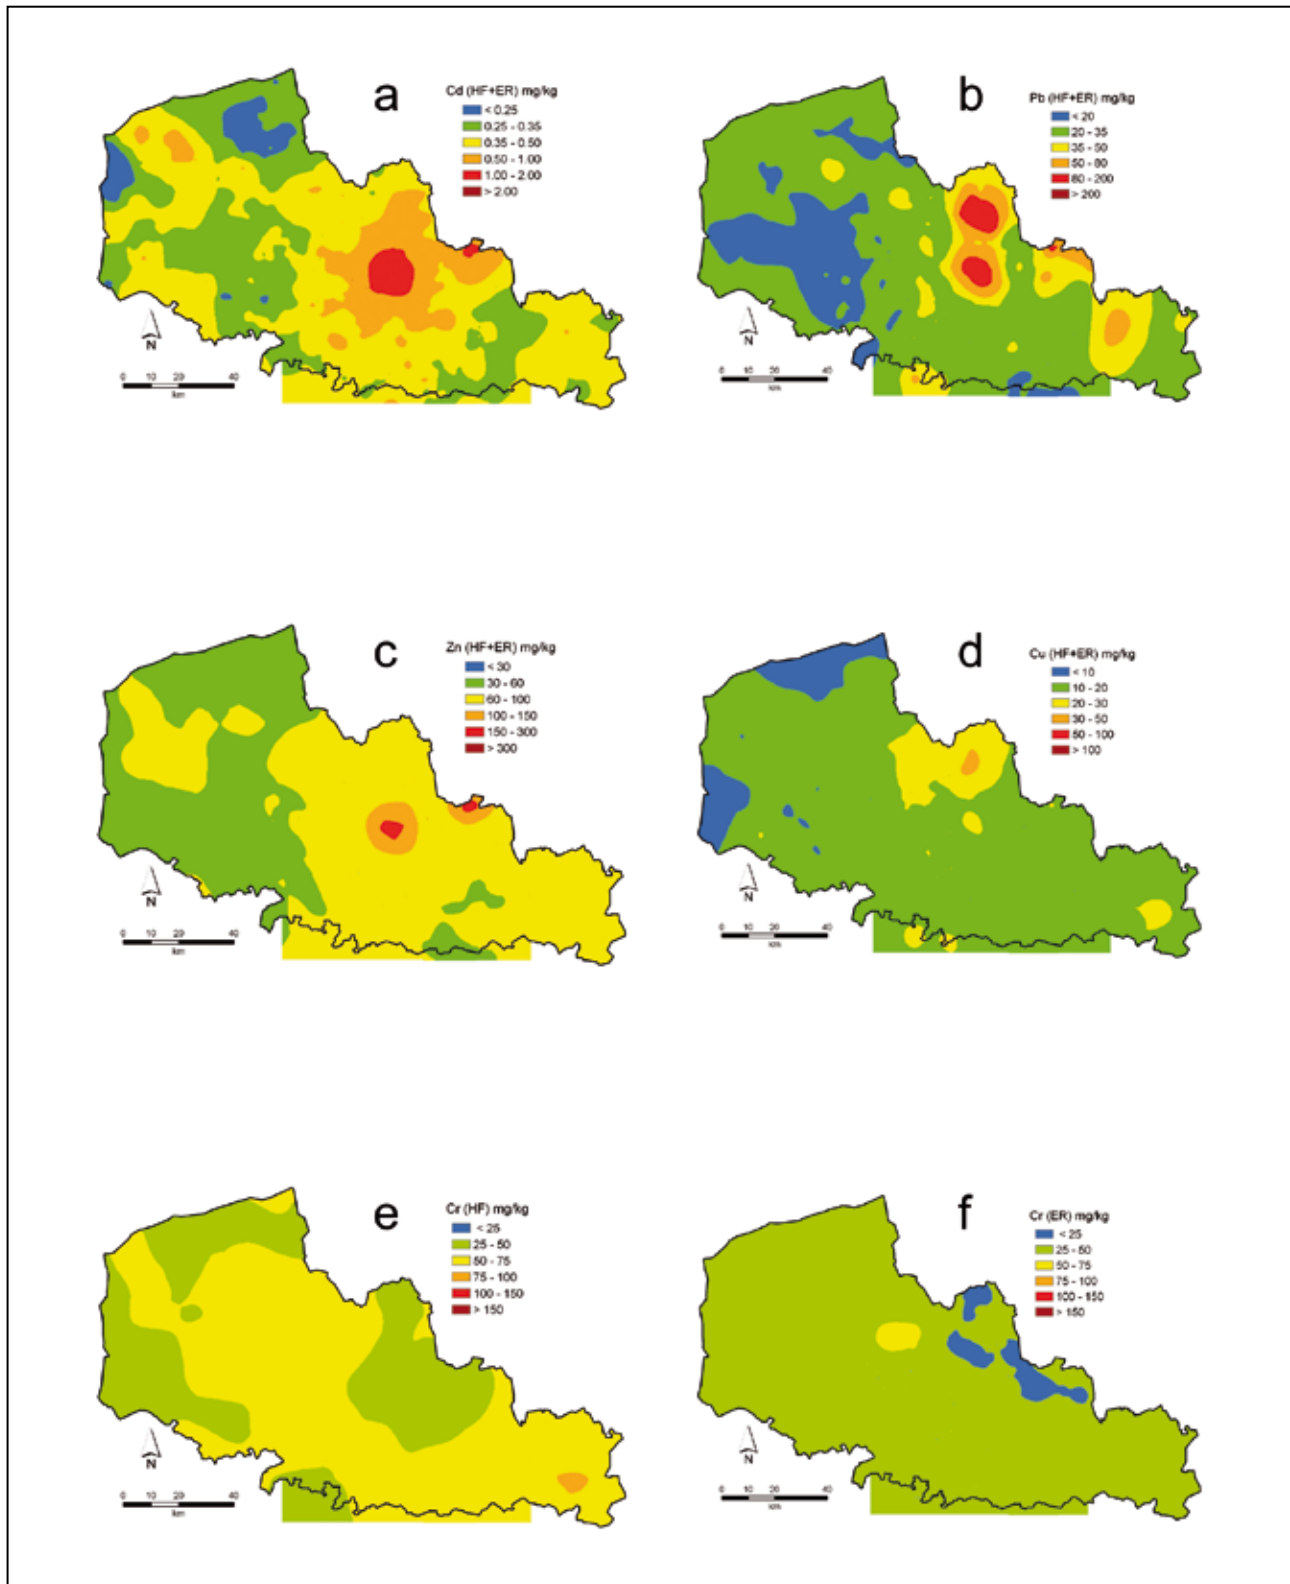 a
Cd (HF+ER) mg/kg
< 0.25
0.25 - 0.35
0.35 - 0.50
0.50 - 1.00
1.00 - 2.00
> 2.00
N
0 10 20 40
km
b
Pb (HF+ER) mg/kg
< 20
20 - 35
35 - 50
50 - 80
80 - 200
> 200
N
0 10 20 40
km
c
Zn (HF+ER) mg/kg
< 30
30 - 60
60 - 100
100 - 150
150 - 300
> 300
N
0 10 20 40
km
d
Cu (HF+ER) mg/kg
< 10
10 - 20
20 - 30
30 - 50
50 - 100
> 100
N
0 10 20 40
km
e
Cr (HF) mg/kg
< 25
25 - 50
50 - 75
75 - 100
100 - 150
> 150
N
0 10 20 40
km
f
Cr (ER) mg/kg
< 25
25 - 50
50 - 75
75 - 100
100 - 150
> 150
N
0 10 20 40
km